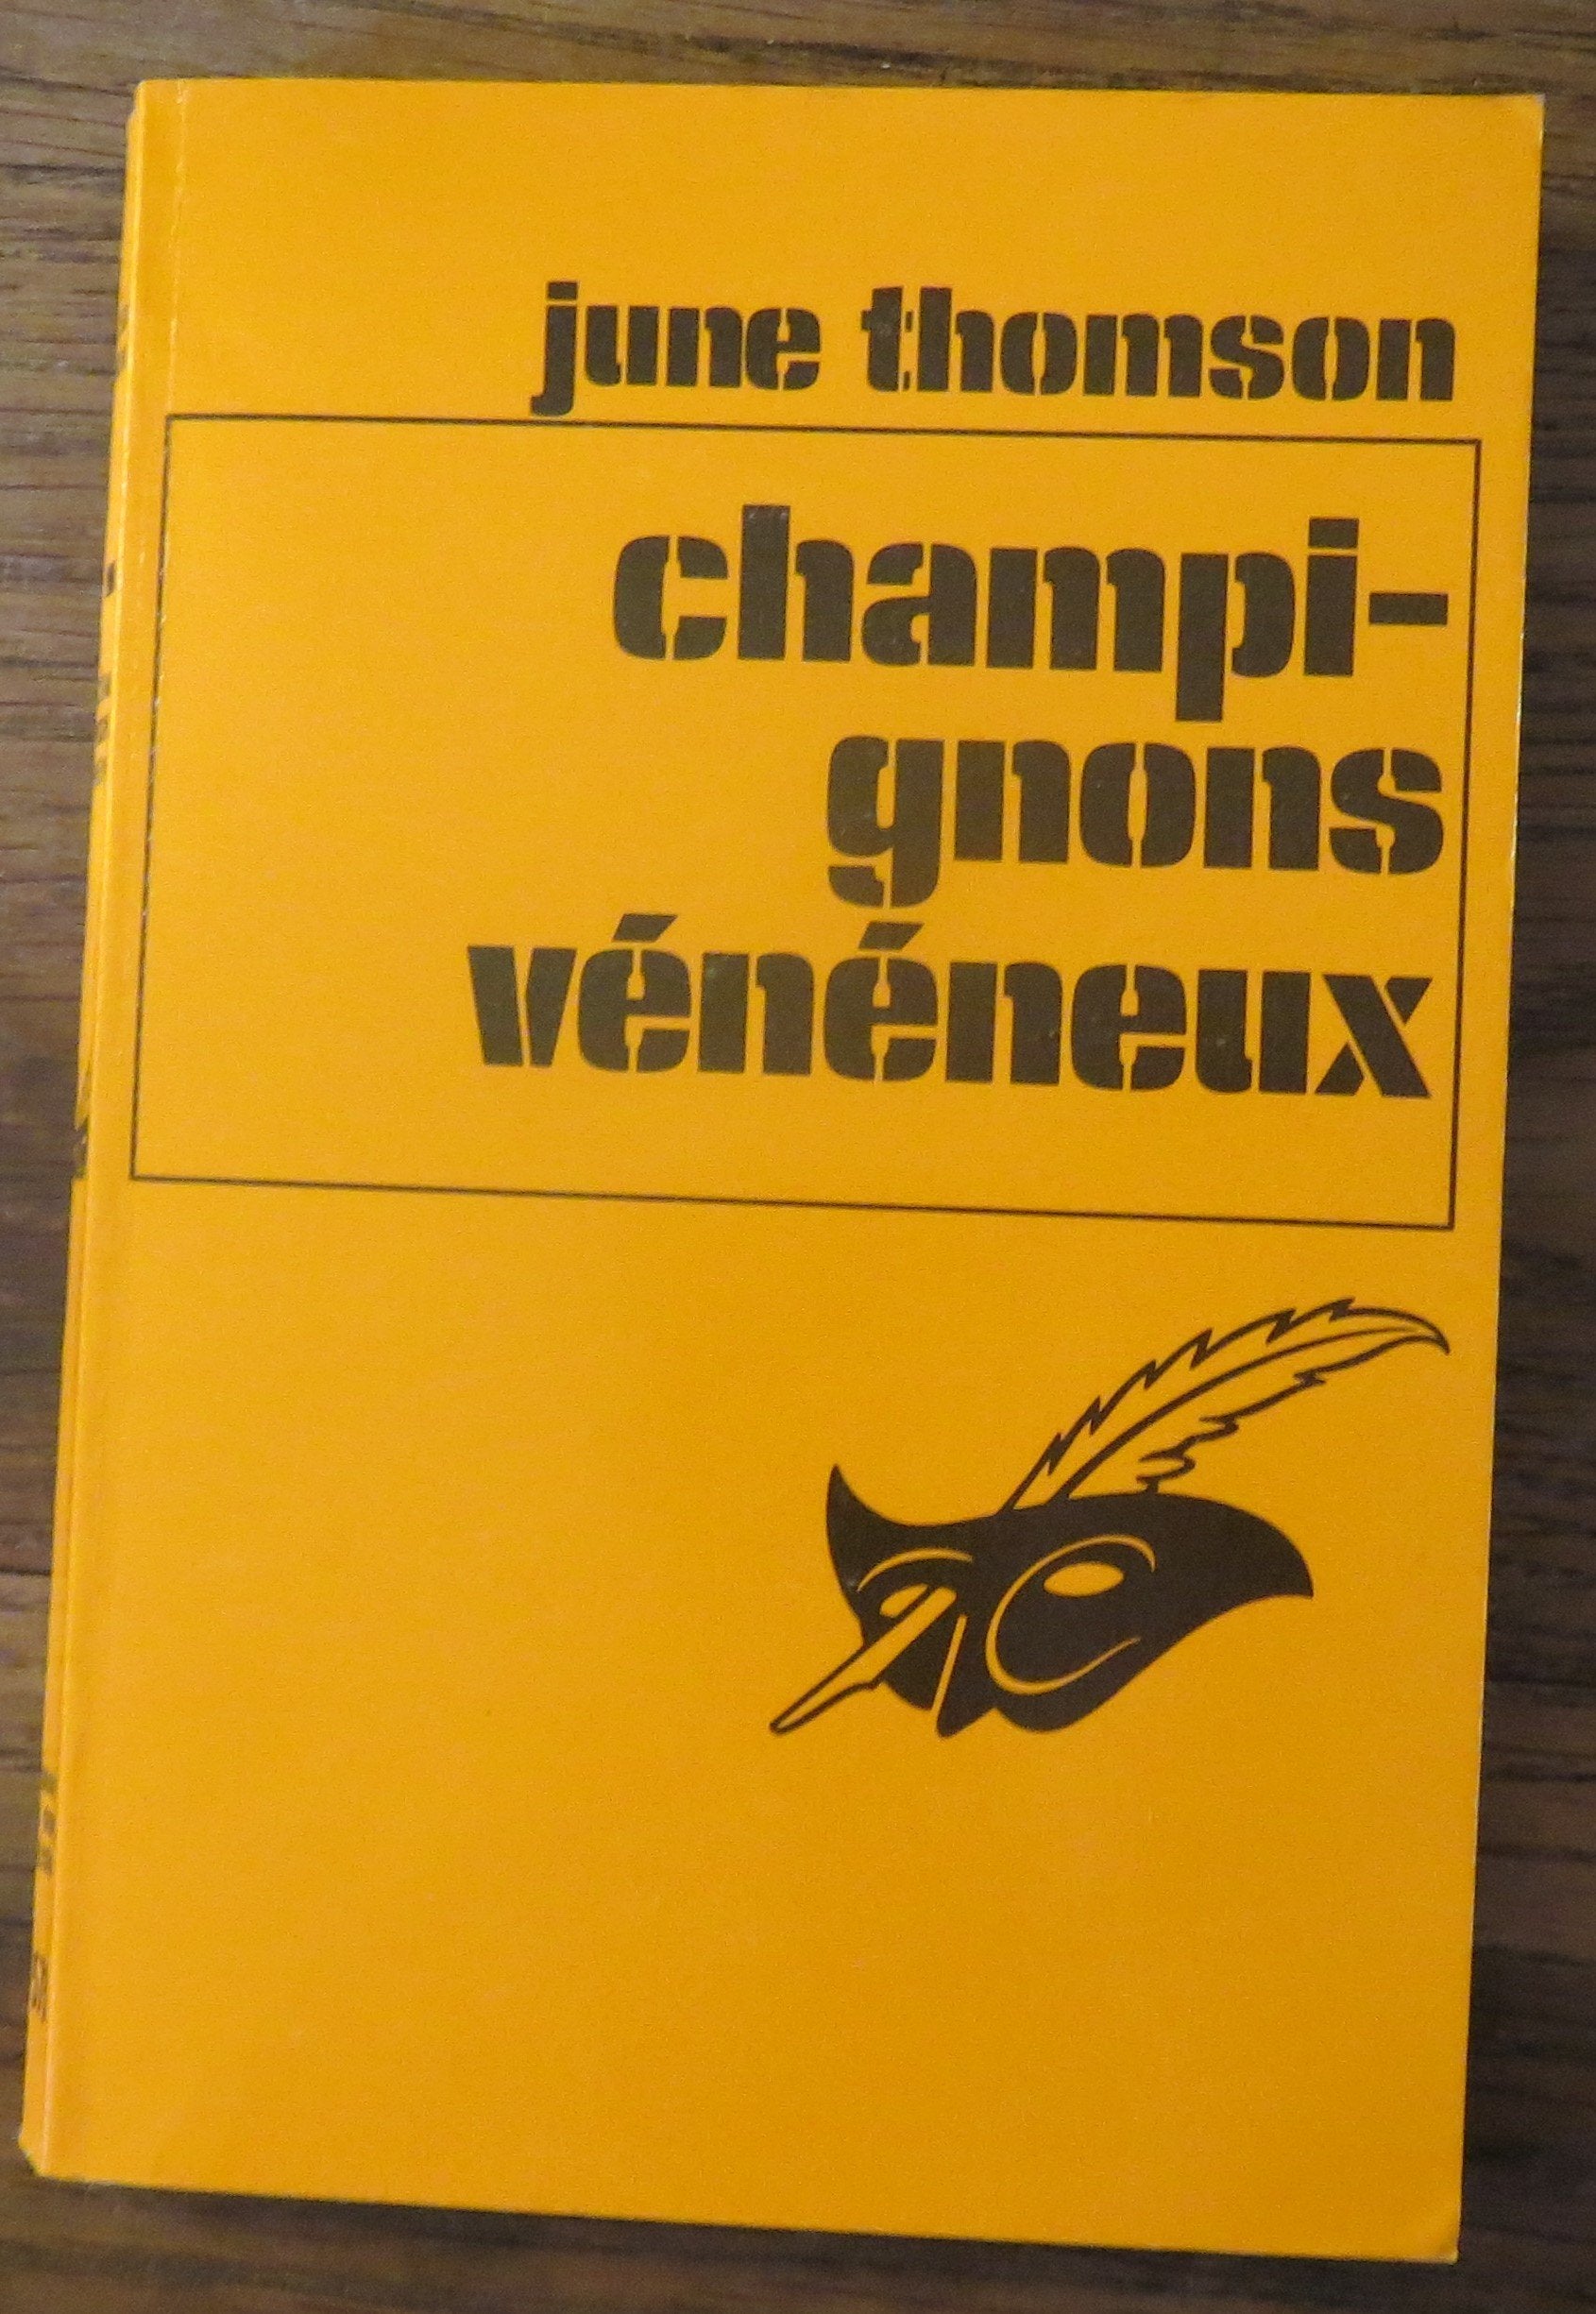 june thomson
champi-
gnons
vénéneux